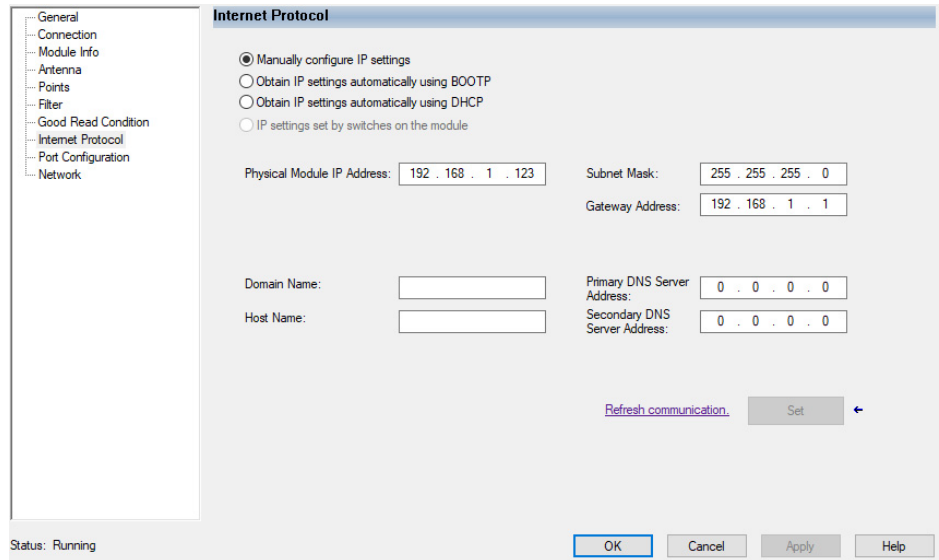 General
Connection
Module Info
Antenna
Points
Filter
Good Read Condition
Internet Protocol
Port Configuration
Network
Internet Protocol
Manually configure IP settings
Obtain IP settings automatically using BOOTP
Obtain IP settings automatically using DHCP
IP settings set by switches on the module
Physical Module IP Address: 192 . 168 . 1 . 123
Subnet Mask: 255 . 255 . 255 . 0
Gateway Address: 192 . 168 . 1 . 1
Domain Name:
Host Name:
Primary DNS Server
Address: 0 . 0 . 0 . 0
Secondary DNS
Server Address: 0 . 0 . 0 . 0
Refresh communication. Set
Status: Running
OK Cancel Apply Help